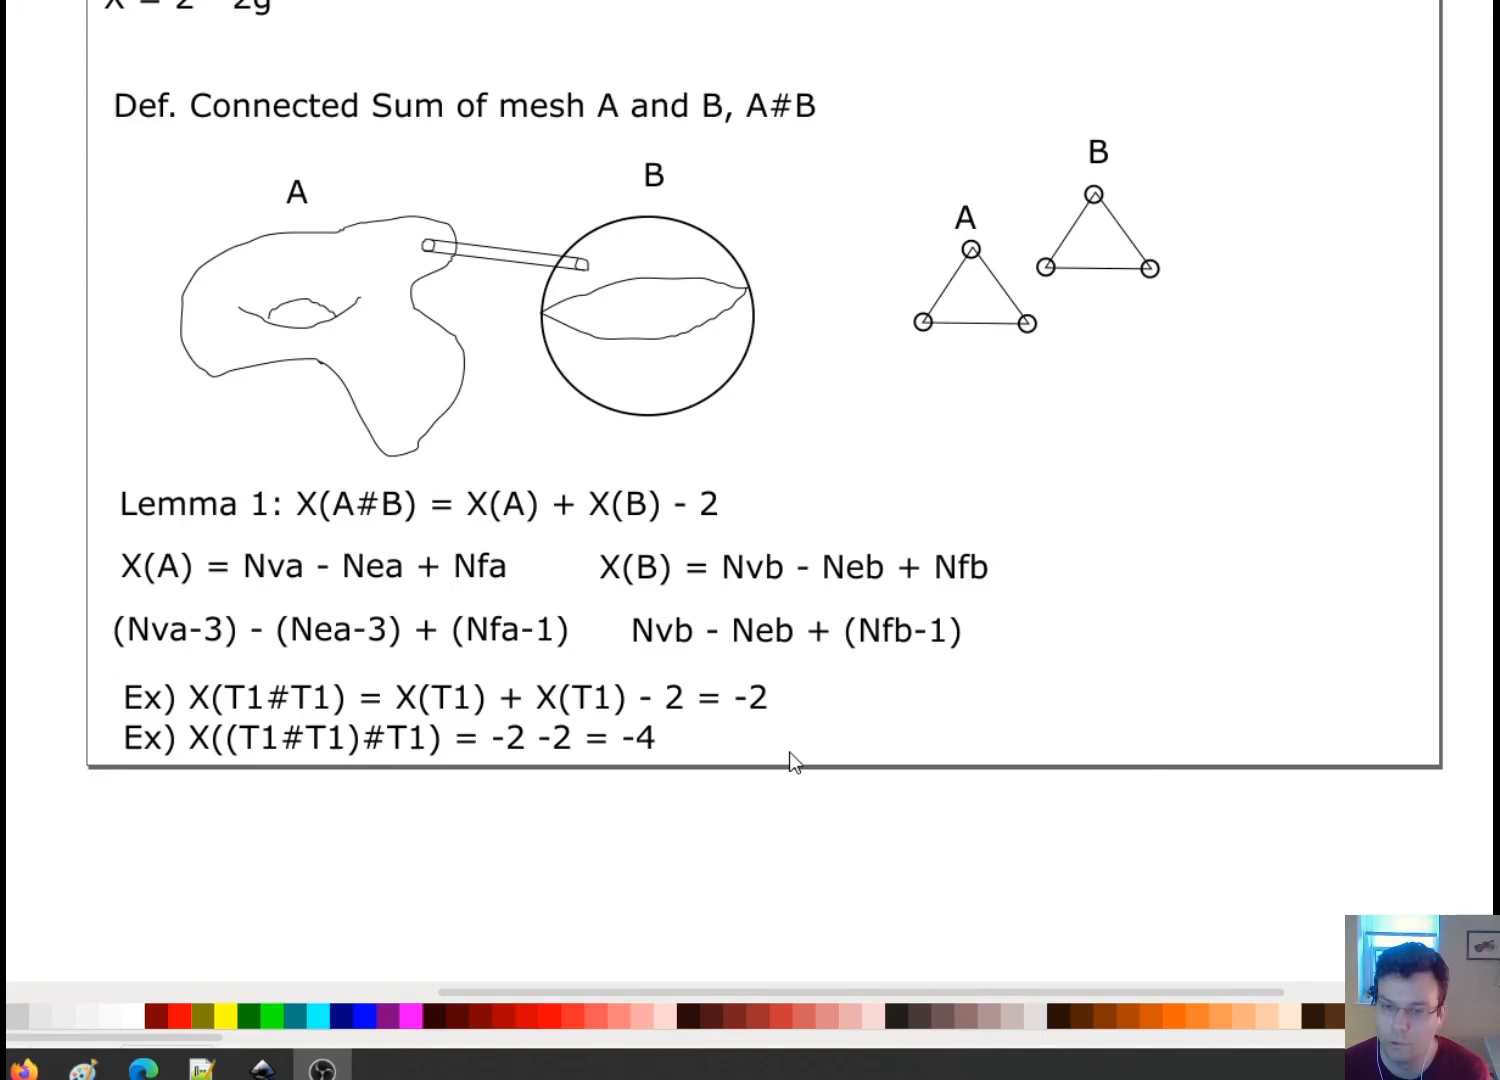 X = 2 - 2g
Def. Connected Sum of mesh A and B, A#B
A
B
A
B
Lemma 1: X(A#B) = X(A) + X(B) - 2
X(A) = Nva - Nea + Nfa X(B) = Nvb - Neb + Nfb
(Nva-3) - (Nea-3) + (Nfa-1) Nvb - Neb + (Nfb-1)
Ex) X(T1#T1) = X(T1) + X(T1) - 2 = -2
Ex) X((T1#T1)#T1) = -2 -2 = -4